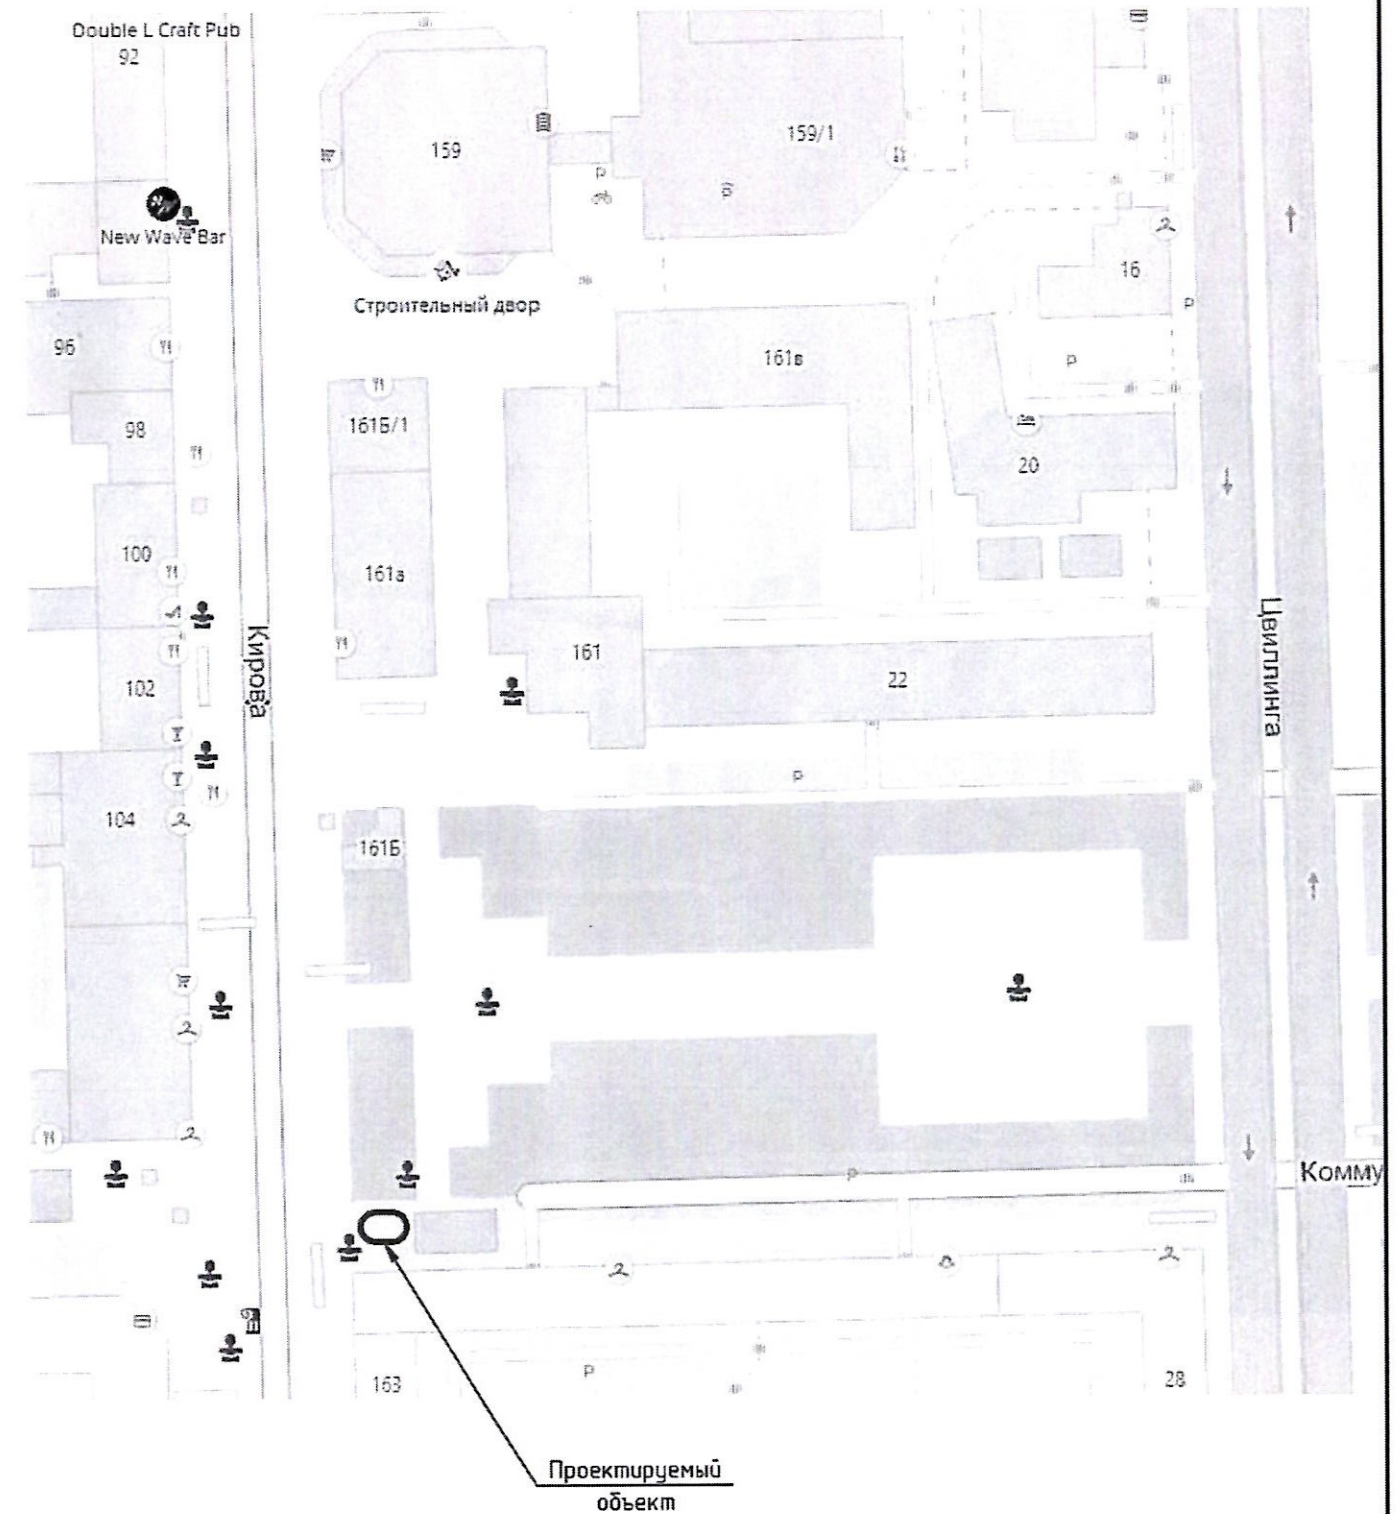 Double L Craft Pub
92
159
159/1
P
P
New Wave Bar
16
Строительный двор
P
96
161в
P
98
161Б/1
20
100
161а
Кирова
Цвиллинга
161
102
22
P
104
161Б
P
Комму
P
163
28
Проектируемый
объект